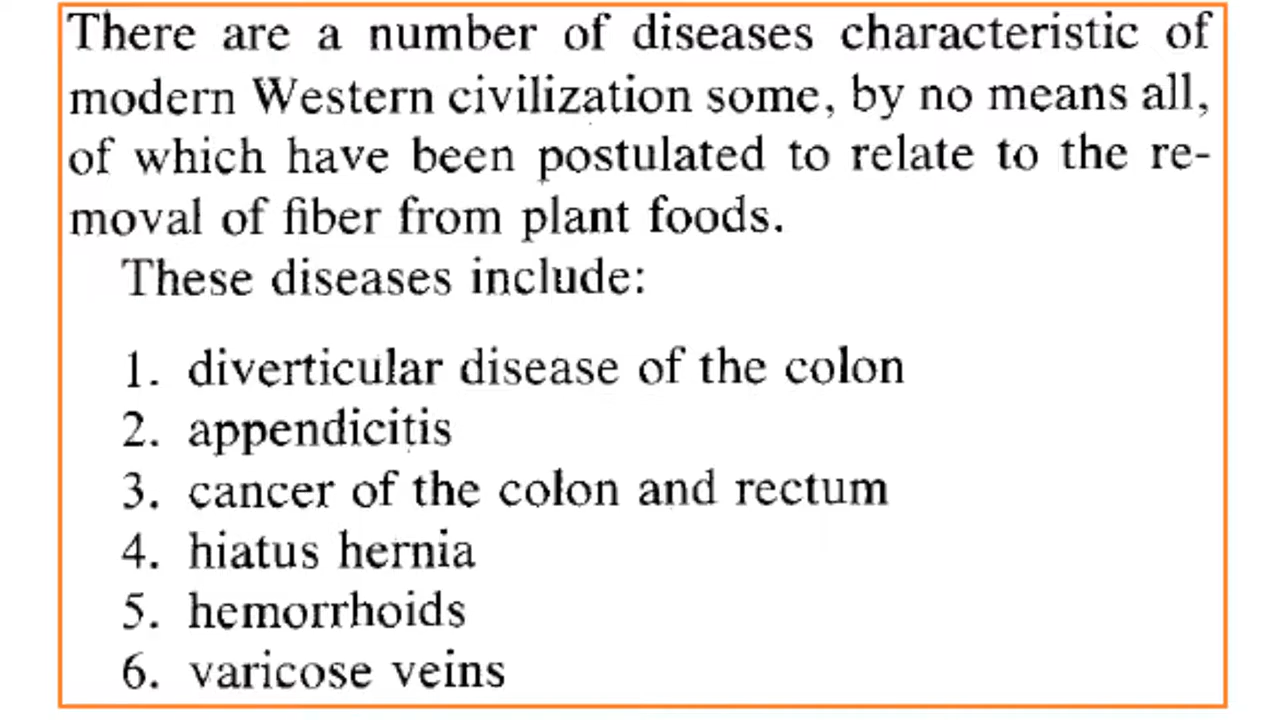 There are a number of diseases characteristic of
modern Western civilization some, by no means all,
of which have been postulated to relate to the re-
moval of fiber from plant foods.
These diseases include:
1. diverticular disease of the colon
2. appendicitis
3. cancer of the colon and rectum
4. hiatus hernia
5. hemorrhoids
6. varicose veins